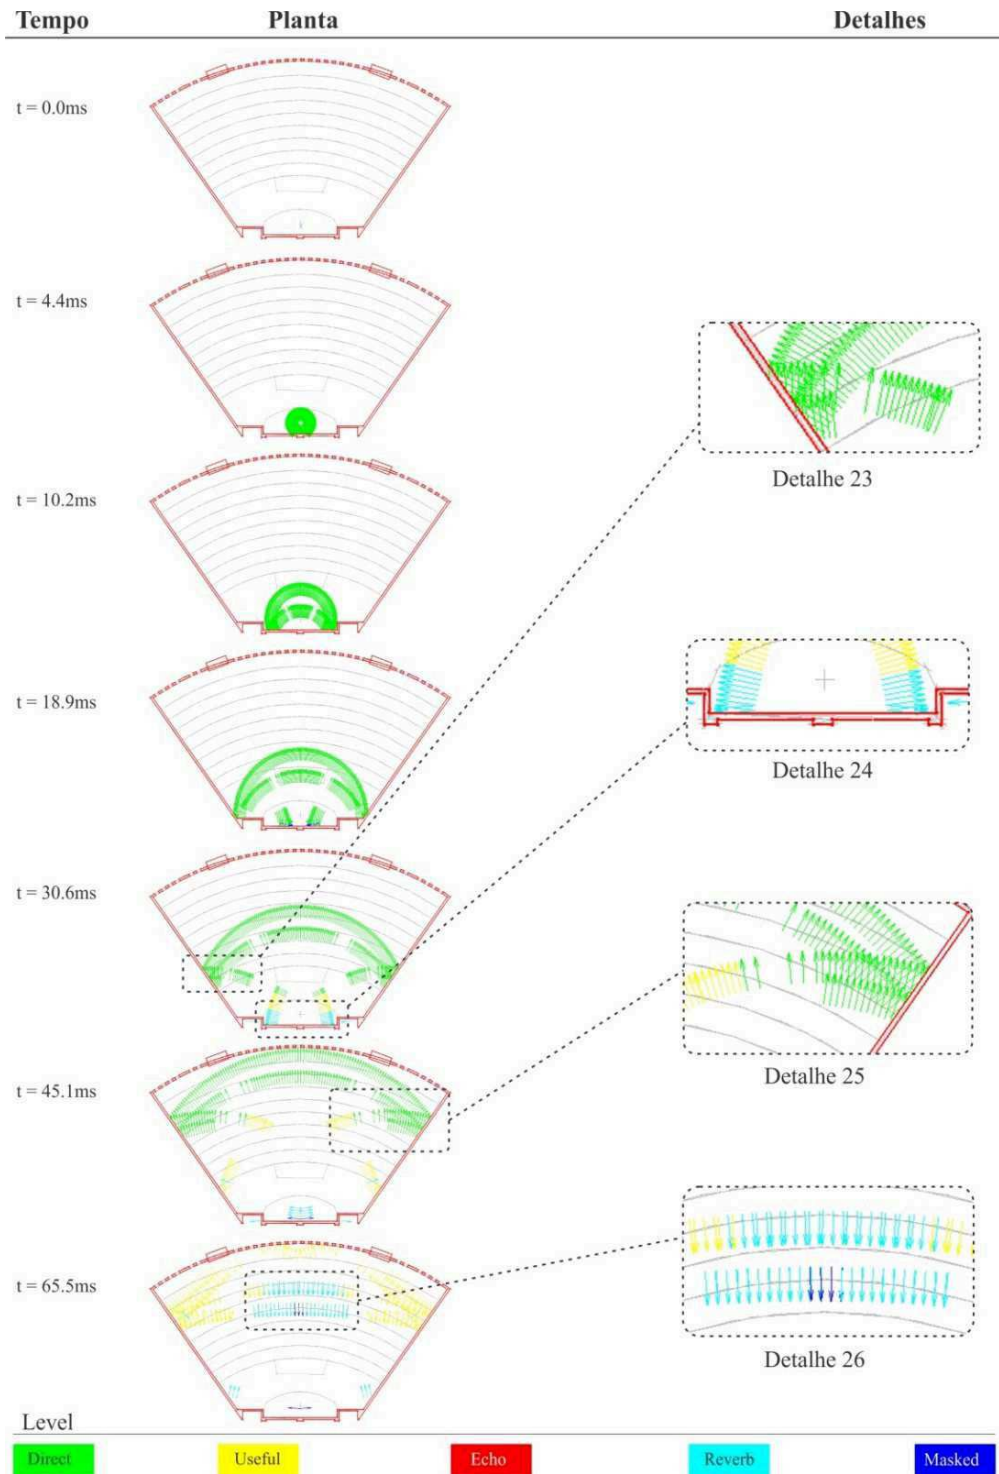 Tempo Planta Detalhes
t = 0.0ms
t = 4.4ms
Detalhe 23
t = 10.2ms
t = 18.9ms
Detalhe 24
t = 30.6ms
t = 45.1ms
Detalhe 25
t = 65.5ms
Detalhe 26
Level
Direct Useful Echo Reverb Masked